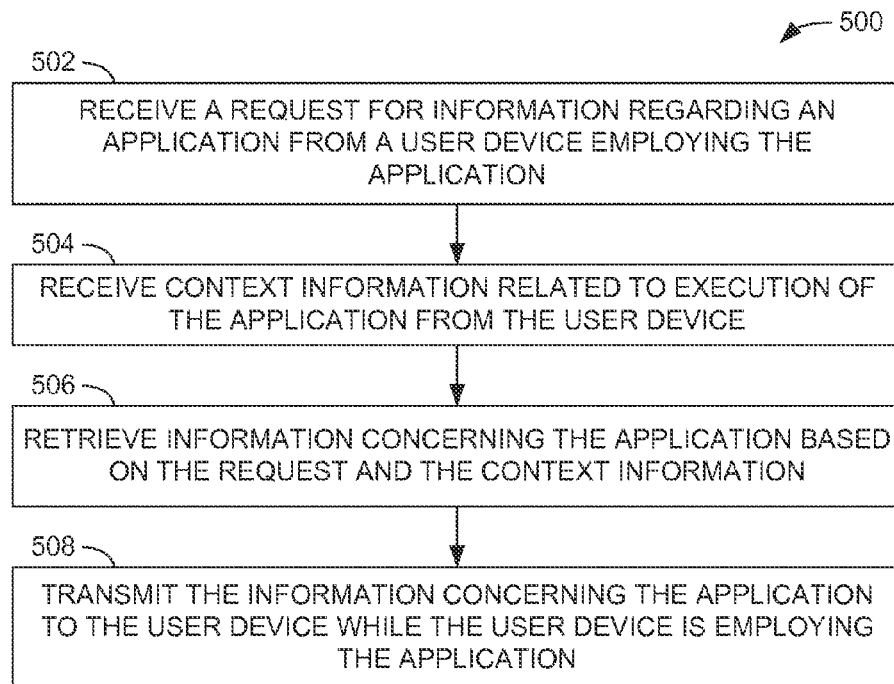 500
502
RECEIVE A REQUEST FOR INFORMATION REGARDING AN
APPLICATION FROM A USER DEVICE EMPLOYING THE
APPLICATION
504
RECEIVE CONTEXT INFORMATION RELATED TO EXECUTION OF
THE APPLICATION FROM THE USER DEVICE
506
RETRIEVE INFORMATION CONCERNING THE APPLICATION BASED
ON THE REQUEST AND THE CONTEXT INFORMATION
508
TRANSMIT THE INFORMATION CONCERNING THE APPLICATION
TO THE USER DEVICE WHILE THE USER DEVICE IS EMPLOYING
THE APPLICATION